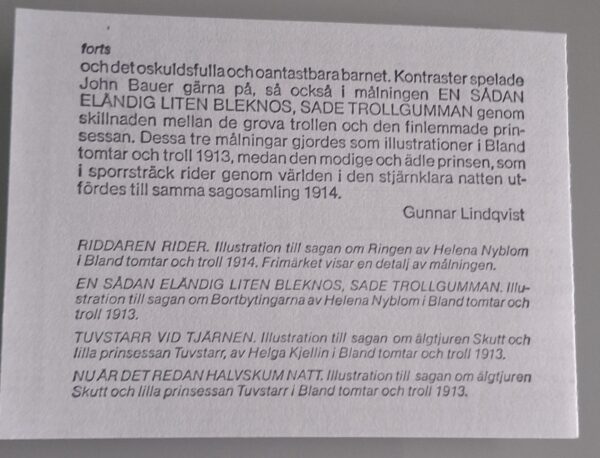 forts
och det oskuldsfulla och oantastbara barnet. Kontraster spelade
John Bauer gärna på, så också i målningen EN SÅDAN
ELÄNDIG LITEN BLEKNOS, SADE TROLLGUMMAN genom
skillnaden mellan de grova trollen och den finlemmade prin-
sessan. Dessa tre målningar gjordes som illustrationer i Bland
tomtar och troll 1913, medan den modige och ädle prinsen, som
i sporrsträck rider genom världen i den stjärnklara natten ut-
fördes till samma sagosamling 1914.
Gunnar Lindqvist
RIDDAREN RIDER. Illustration till sagan om Ringen av Helena Nyblom
i Bland tomtar och troll 1914. Frimärket visar en detalj av målningen.
EN SÅDAN ELÄNDIG LITEN BLEKNOS, SADE TROLLGUMMAN. Illu-
stration till sagan om Bortbytingarna av Helena Nyblom i Bland tomtar och
troll 1913.
TUVSTARR VID TJÄRNEN. Illustration till sagan om älgtjuren Skutt och
lilla prinsessan Tuvstarr, av Helga Kjellin i Bland tomtar och troll 1913.
NU ÄR DET REDAN HALVSKUM NATT. Illustration till sagan om älgtjuren
Skutt och lilla prinsessan Tuvstarr i Bland tomtar och troll 1913.